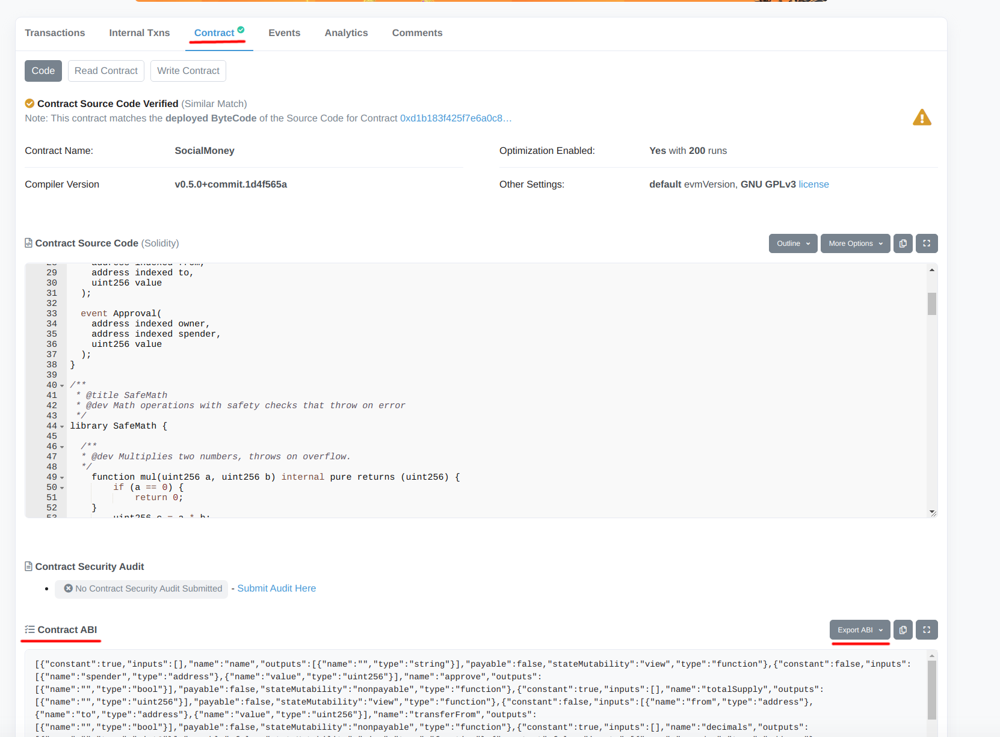 Transactions Internal Txns Contract Events Analytics Comments
Code Read Contract Write Contract
Contract Source Code Verified (Similar Match)
Note: This contract matches the deployed ByteCode of the Source Code for Contract 0xd1b183f425f7e6a0c8…
Contract Name: SocialMoney Optimization Enabled: Yes with 200 runs
Compiler Version v0.5.0+commit.1d4f565a Other Settings: default evmVersion, GNU GPLv3 license
Contract Source Code (Solidity) Outline More Options
28 address indexed from,
29 address indexed to,
30 uint256 value
31 );
32
33 event Approval(
34 address indexed owner,
35 address indexed spender,
36 uint256 value
37 );
38 }
39
40 /**
41 * @title SafeMath
42 * @dev Math operations with safety checks that throw on error
43 */
44 library SafeMath {
45
46 /**
47 * @dev Multiplies two numbers, throws on overflow.
48 */
49 function mul(uint256 a, uint256 b) internal pure returns (uint256) {
50 if (a == 0) {
51 return 0;
52 }
53 uint256 c = a * b;
Contract Security Audit
No Contract Security Audit Submitted - Submit Audit Here
Contract ABI Export ABI
[{"constant":true,"inputs":[],"name":"name","outputs":[{"name":"","type":"string"}],"payable":false,"stateMutability":"view","type":"function"},{"constant":false,"inputs":
[{"name":"spender","type":"address"},{"name":"value","type":"uint256"}],"name":"approve","outputs":
[{"name":"","type":"bool"}],"payable":false,"stateMutability":"nonpayable","type":"function"},{"constant":true,"inputs":[],"name":"totalSupply","outputs":
[{"name":"","type":"uint256"}],"payable":false,"stateMutability":"view","type":"function"},{"constant":false,"inputs":[{"name":"from","type":"address"},
{"name":"to","type":"address"},{"name":"value","type":"uint256"}],"name":"transferFrom","outputs":
[{"name":"","type":"bool"}],"payable":false,"stateMutability":"nonpayable","type":"function"},{"constant":true,"inputs":[],"name":"decimals","outputs":